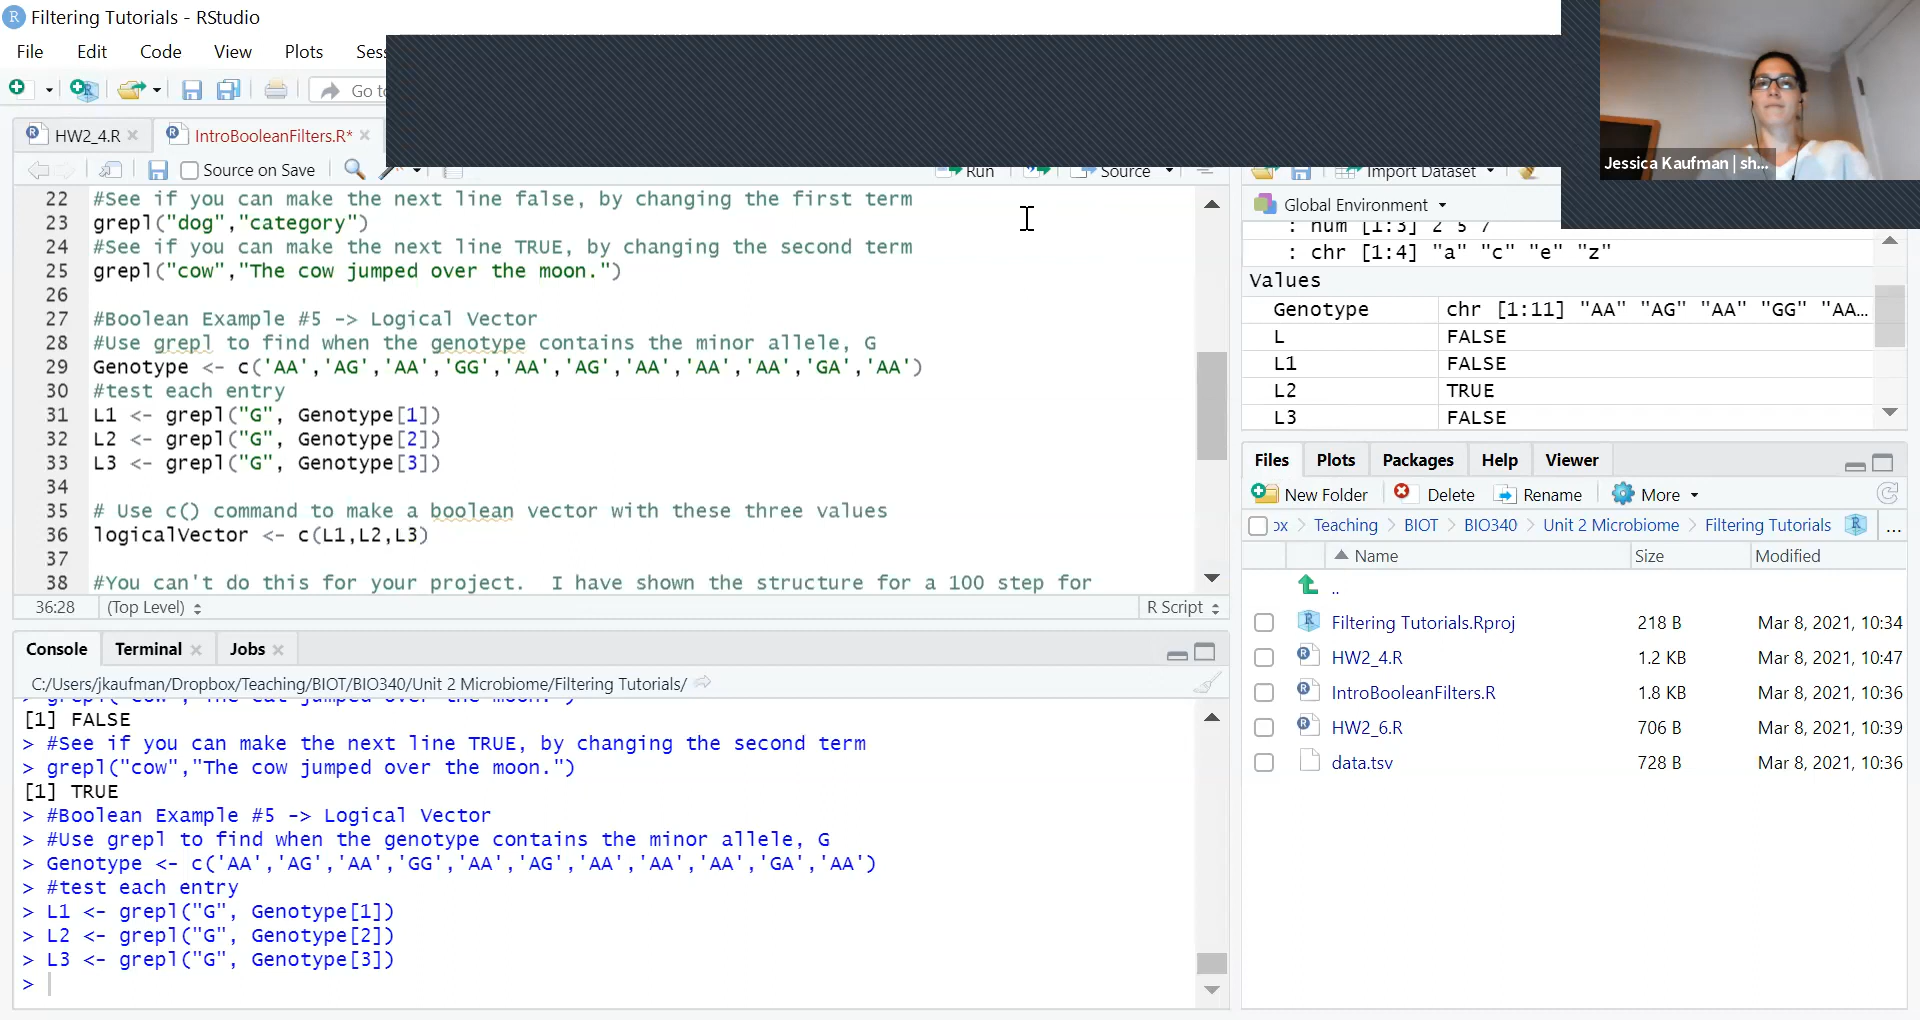 Filtering Tutorials - RStudio
File Edit Code View Plots Sess
Go to
HW2_4.R
IntroBooleanFilters.R*
Source on Save
Run
Source
22 #See if you can make the next line false, by changing the first term
23 grepl("dog","category")
24 #See if you can make the next line TRUE, by changing the second term
25 grepl("cow","The cow jumped over the moon.")
26
27 #Boolean Example #5 -> Logical Vector
28 #Use grepl to find when the genotype contains the minor allele, G
29 Genotype <- c('AA','AG','AA','GG','AA','AG','AA','AA','AA','GA','AA')
30 #test each entry
31 L1 <- grepl("G", Genotype[1])
32 L2 <- grepl("G", Genotype[2])
33 L3 <- grepl("G", Genotype[3])
34
35 # Use c() command to make a boolean vector with these three values
36 logicalVector <- c(L1,L2,L3)
37
38 #You can't do this for your project.  I have shown the structure for a 100 step for
36:28 (Top Level) R Script
Console Terminal Jobs
C:/Users/jkaufman/Dropbox/Teaching/BIOT/BIO340/Unit 2 Microbiome/Filtering Tutorials/
> grepl("cow","The cat jumped over the moon.")
[1] FALSE
> #See if you can make the next line TRUE, by changing the second term
> grepl("cow","The cow jumped over the moon.")
[1] TRUE
> #Boolean Example #5 -> Logical Vector
> #Use grepl to find when the genotype contains the minor allele, G
> Genotype <- c('AA','AG','AA','GG','AA','AG','AA','AA','AA','GA','AA')
> #test each entry
> L1 <- grepl("G", Genotype[1])
> L2 <- grepl("G", Genotype[2])
> L3 <- grepl("G", Genotype[3])
>
Jessica Kaufman | sh...
Import Dataset
Global Environment
: num [1:3] 2 5 7
: chr [1:4] "a" "c" "e" "z"
Values
Genotype chr [1:11] "AA" "AG" "AA" "GG" "AA...
L FALSE
L1 FALSE
L2 TRUE
L3 FALSE
Files Plots Packages Help Viewer
New Folder Delete Rename More
ox > Teaching > BIOT > BIO340 > Unit 2 Microbiome > Filtering Tutorials ...
Name Size Modified
..
Filtering Tutorials.Rproj 218 B Mar 8, 2021, 10:34
HW2_4.R 1.2 KB Mar 8, 2021, 10:47
IntroBooleanFilters.R 1.8 KB Mar 8, 2021, 10:36
HW2_6.R 706 B Mar 8, 2021, 10:39
data.tsv 728 B Mar 8, 2021, 10:36